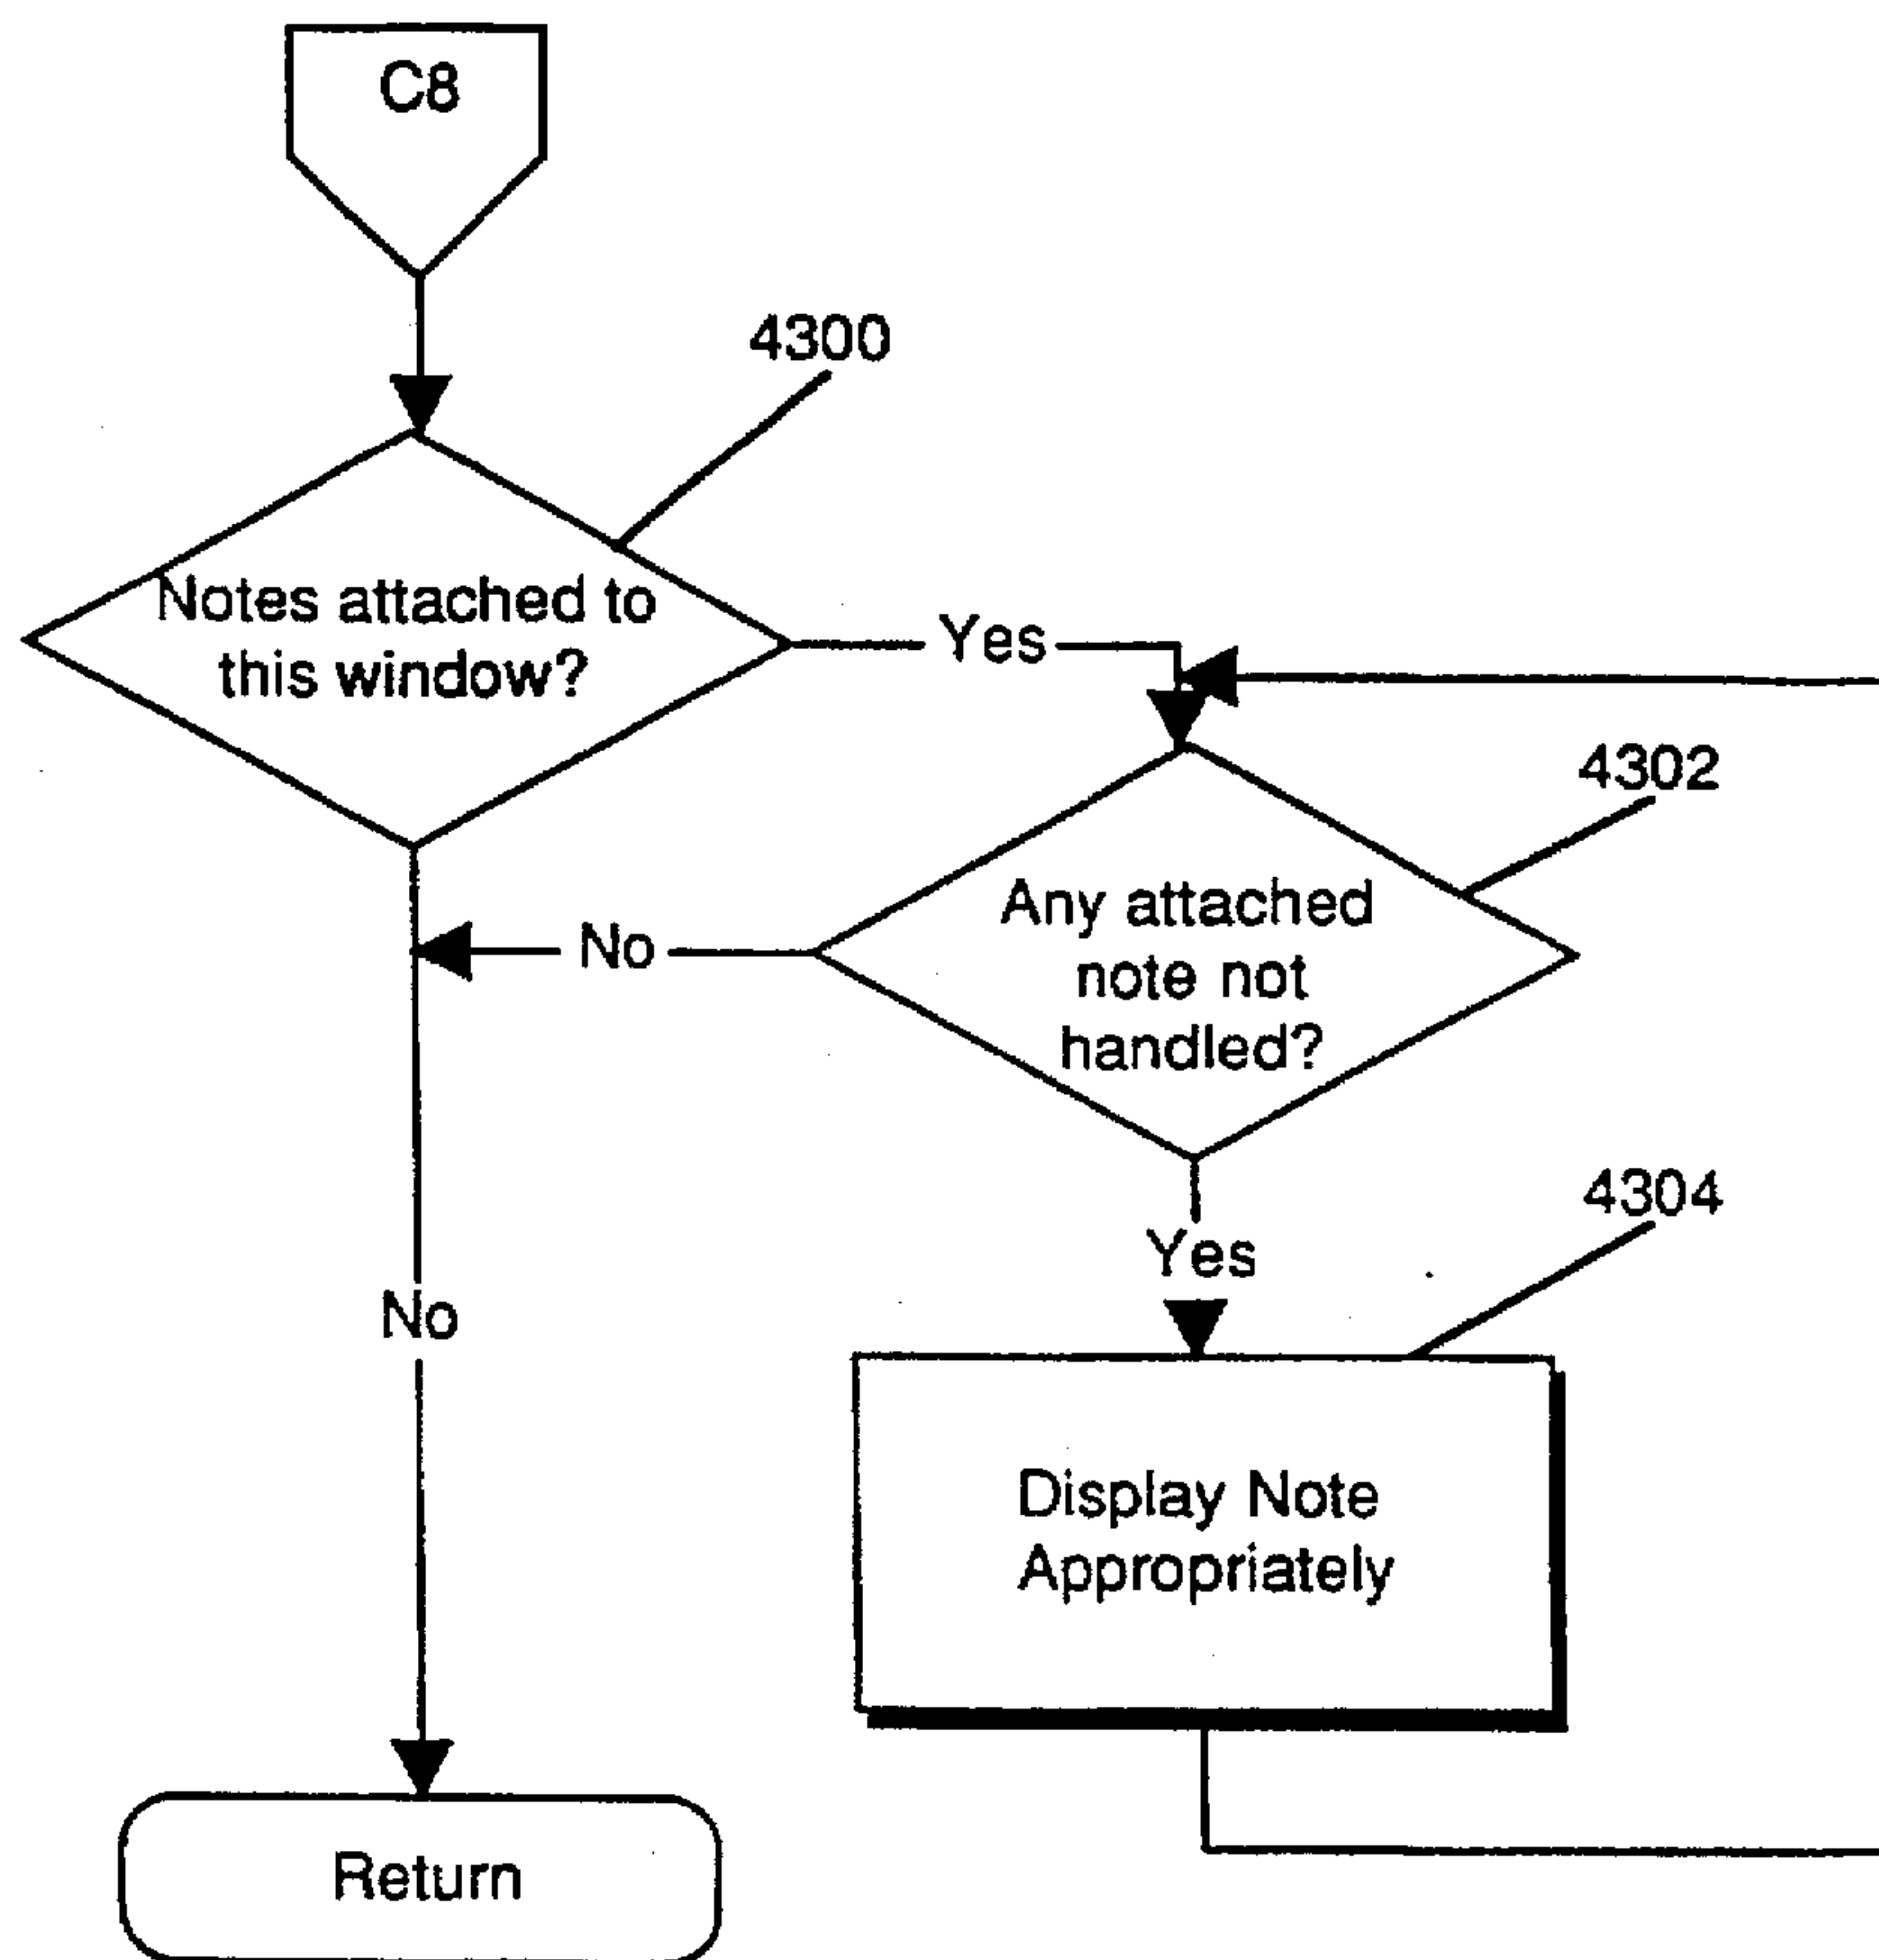 C8
4300
Notes attached to
this window?
Yes
4302
Any attached
note not
handled?
No
4304
Yes
No
Display Note
Appropriately
Return